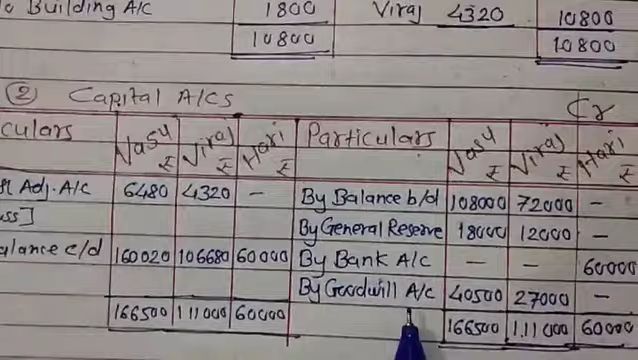 Building A/C 1800 Viraj 4320 10800
10800 10800
② Capital A/Cs Cr
culars Vasu ₹ Viraj ₹ Hari ₹ Particulars Vasu ₹ Viraj ₹ Hari ₹
Adj. A/C 6480 4320 - By Balance b/d 108000 72000 -
ss] By General Reserve 18000 12000 -
alance c/d 160020 106680 60000 By Bank A/C - - 60000
By Goodwill A/C 40500 27000 -
166500 111000 60000 166500 1,11000 60000